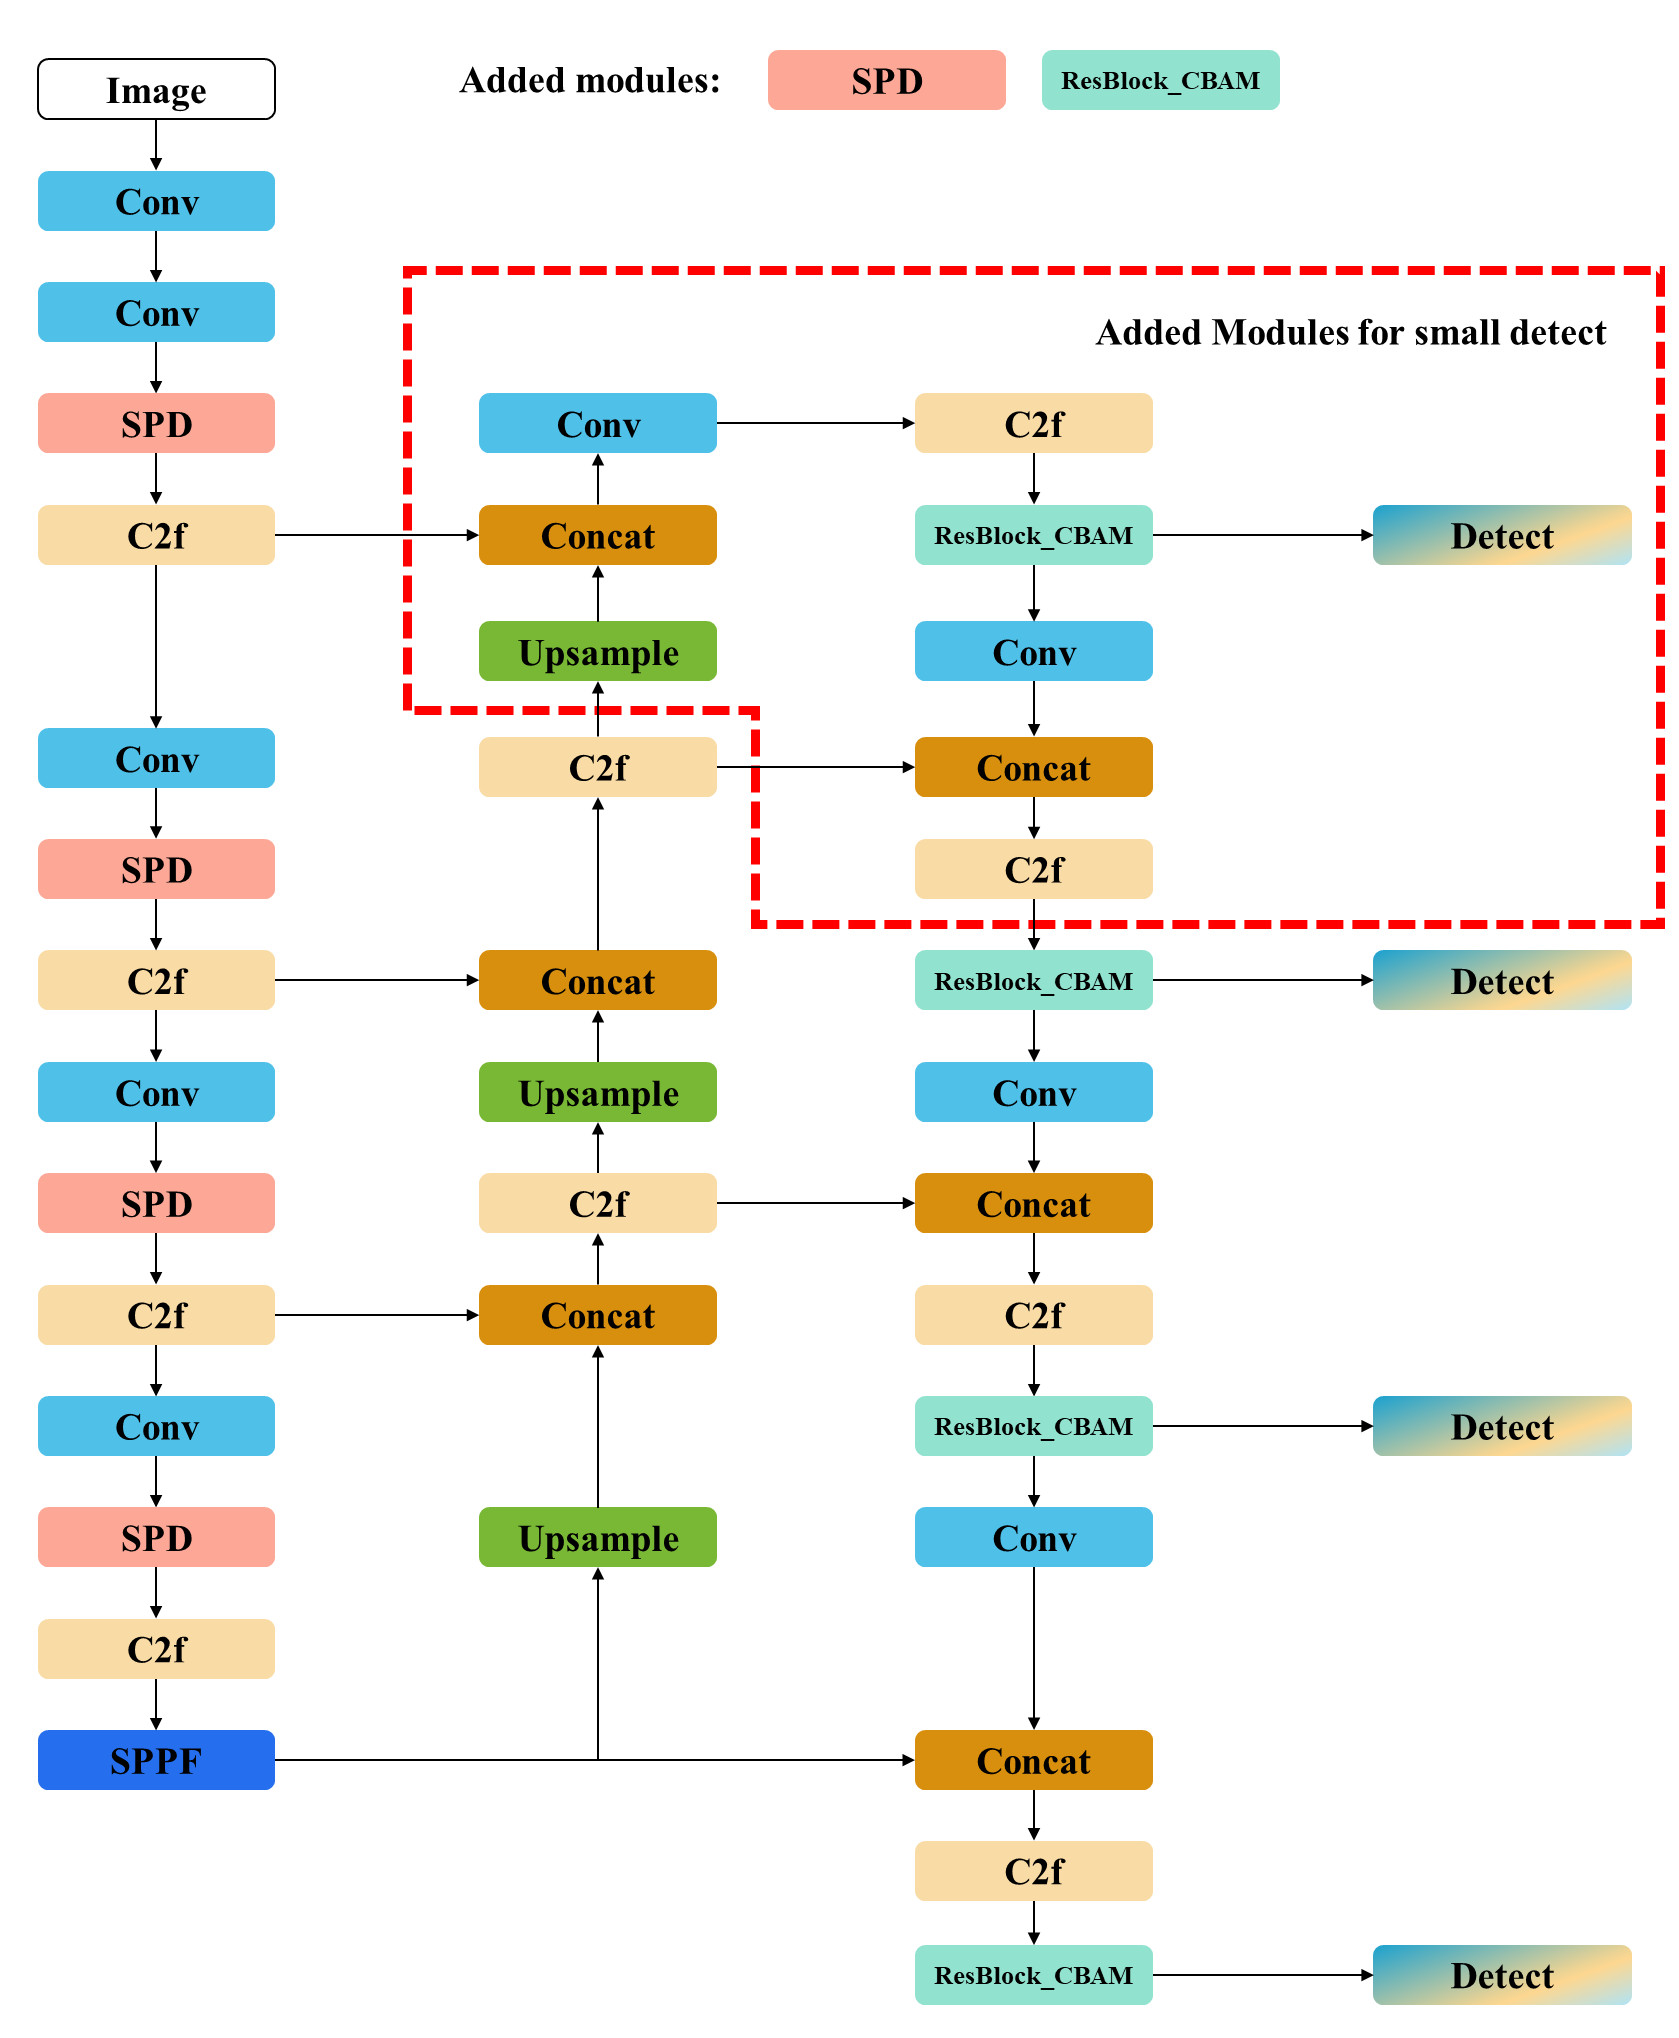 Image
Added modules:
SPD
ResBlock_CBAM
Conv
Conv
Added Modules for small detect
SPD
Conv
C2f
C2f
Concat
ResBlock_CBAM
Detect
Upsample
Conv
Conv
C2f
Concat
SPD
C2f
C2f
Concat
ResBlock_CBAM
Detect
Conv
Upsample
Conv
SPD
C2f
Concat
C2f
Concat
C2f
Conv
ResBlock_CBAM
Detect
SPD
Upsample
Conv
C2f
SPPF
Concat
C2f
ResBlock_CBAM
Detect